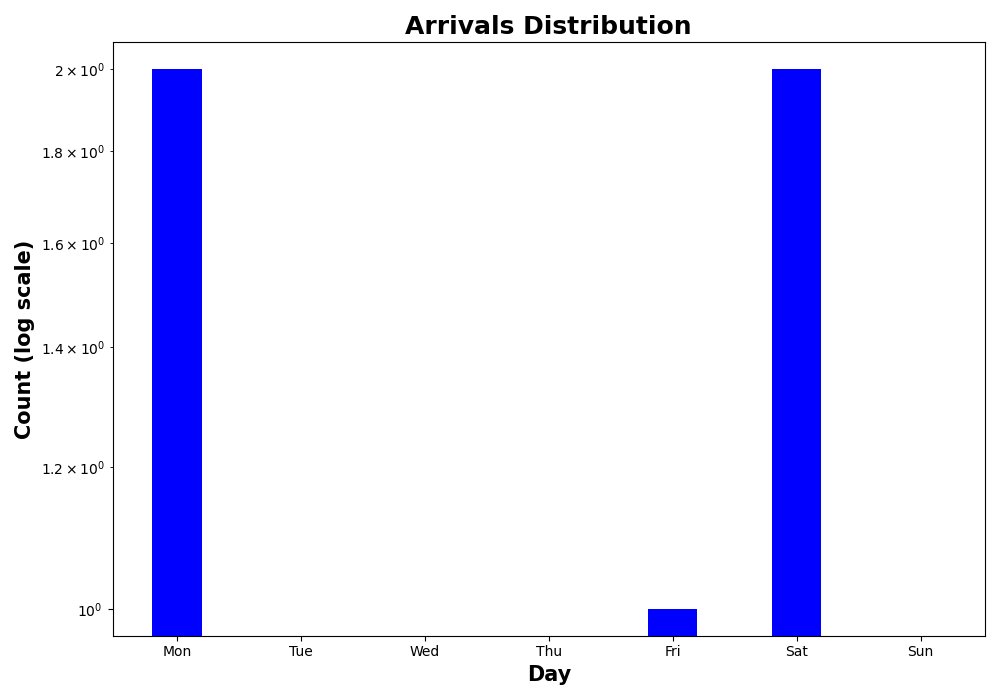 Arrivals Distribution
Count (log scale)
2 × 10⁰
1.8 × 10⁰
1.6 × 10⁰
1.4 × 10⁰
1.2 × 10⁰
10⁰
Mon Tue Wed Thu Fri Sat Sun
Day